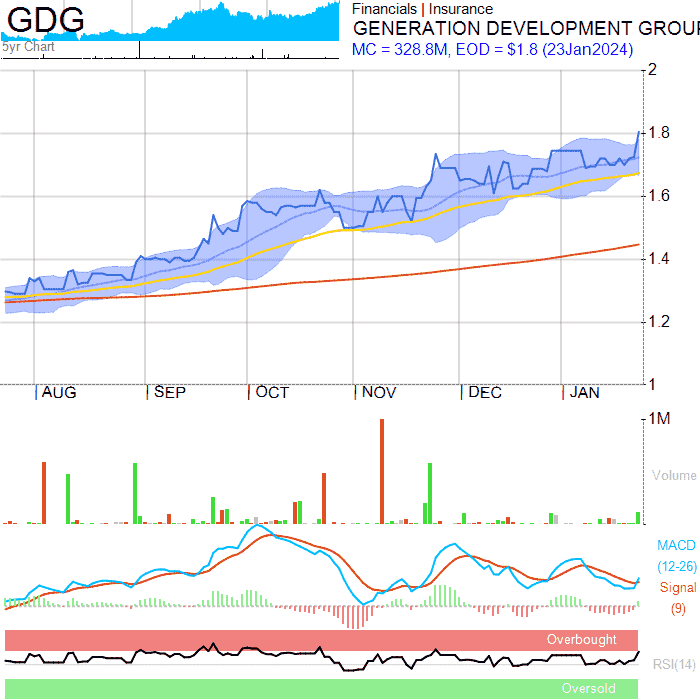 GDG
5yr Chart
Financials | Insurance
GENERATION DEVELOPMENT GROUP
MC = 328.8M, EOD = $1.8 (23Jan2024)
2
1.8
1.6
1.4
1.2
1
AUG
SEP
OCT
NOV
DEC
JAN
1M
Volume
MACD
(12-26)
Signal
(9)
Overbought
RSI(14)
Oversold